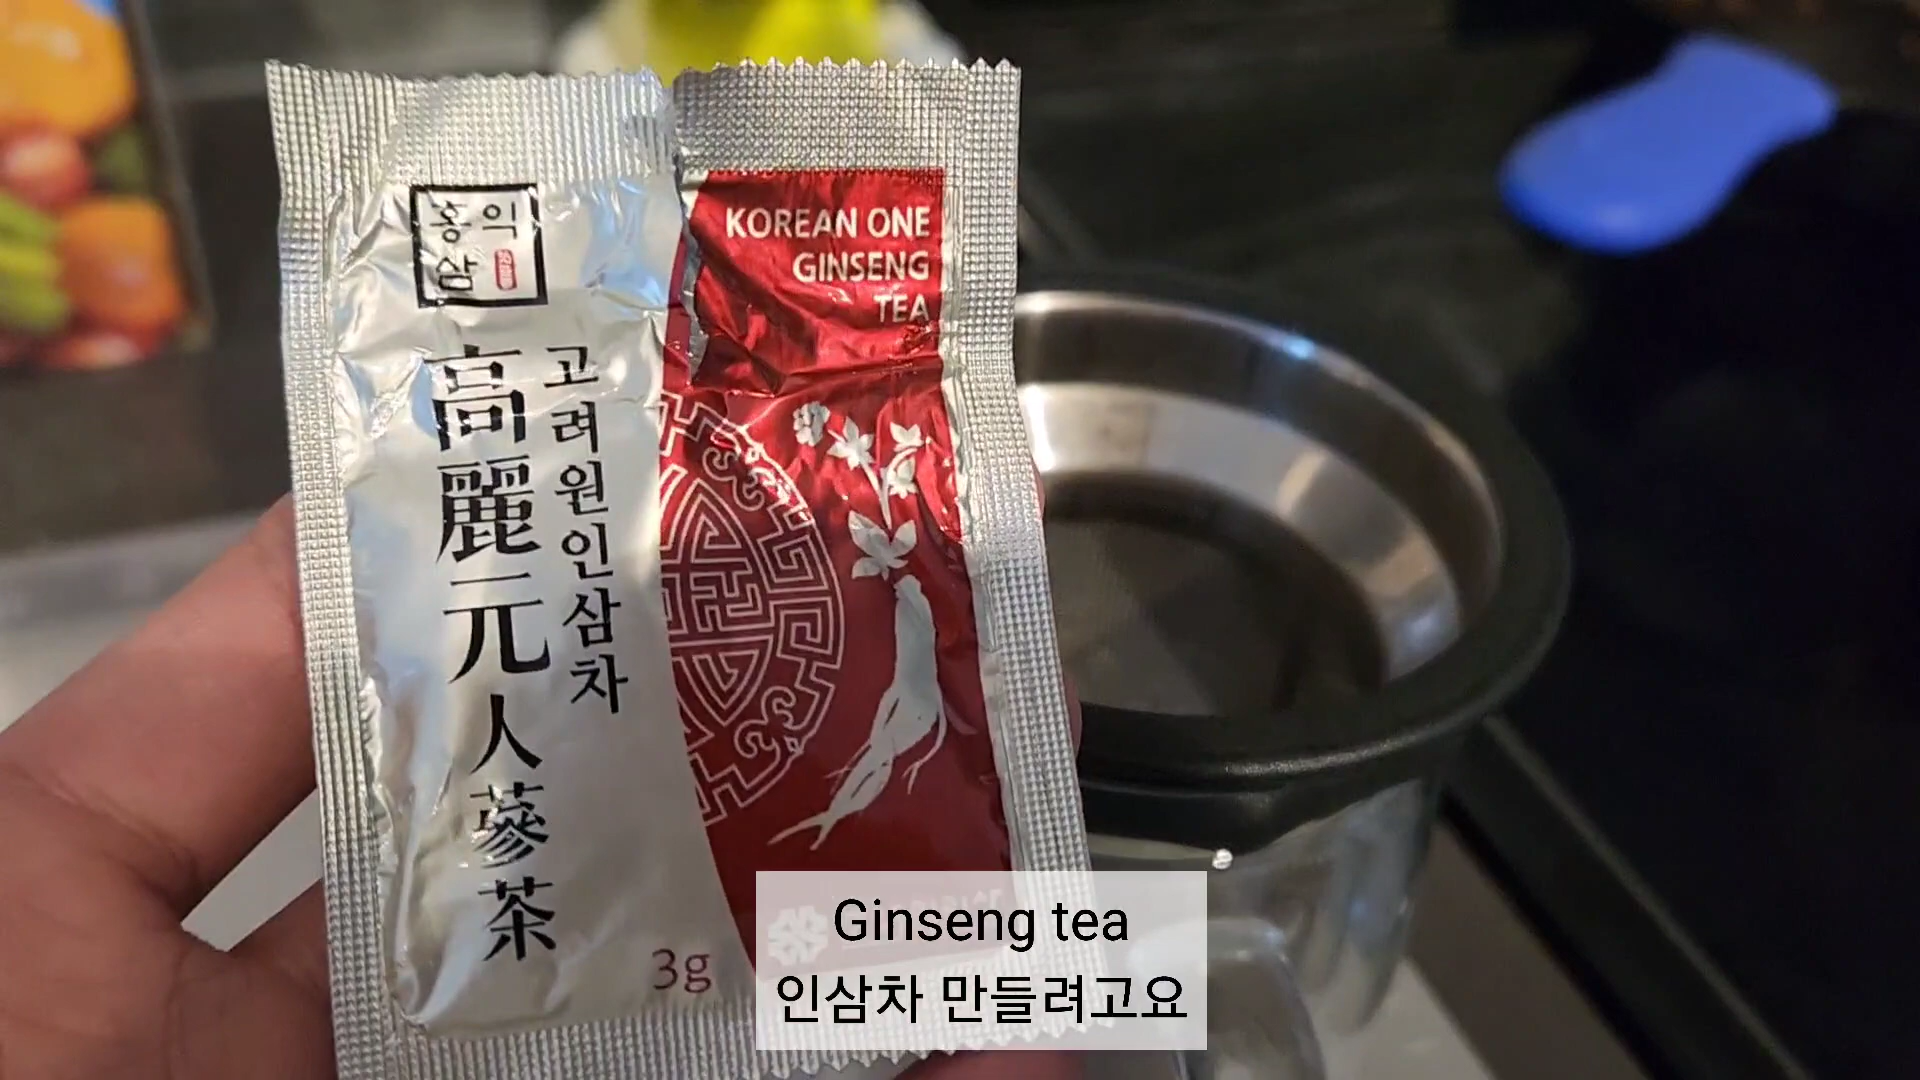 홍익
삼
KOREAN ONE
GINSENG
TEA
高麗元人蔘茶
고려원인삼차
3g
Ginseng tea
인삼차 만들려고요